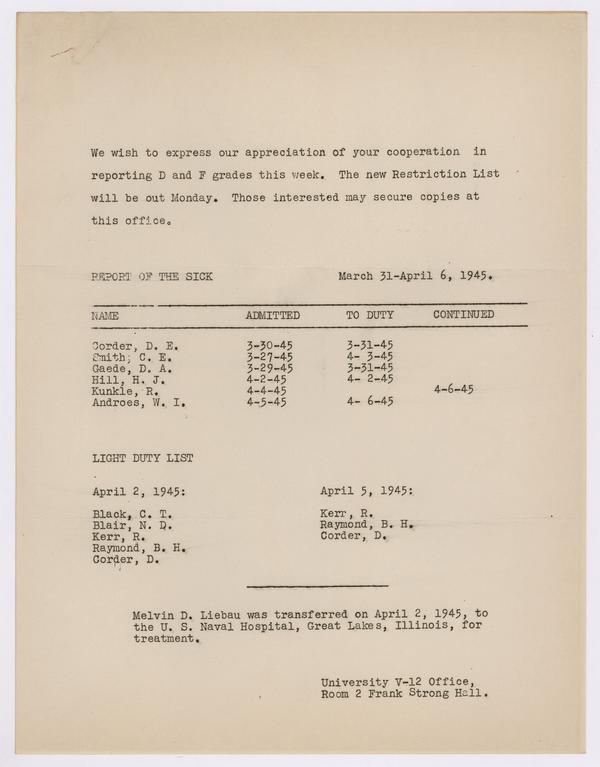 We wish to express our appreciation of your cooperation in
reporting D and F grades this week. The new Restriction List
will be out Monday. Those interested may secure copies at
this office.
REPORT OF THE SICK March 31-April 6, 1945.
NAME ADMITTED TO DUTY CONTINUED
Corder, D. E. 3-30-45 3-31-45
Smith, C. E. 3-27-45 4- 3-45
Gaede, D. A. 3-29-45 3-31-45
Hill, H. J. 4-2-45 4- 2-45
Kunkle, R. 4-4-45 4-6-45
Androes, W. I. 4-5-45 4- 6-45
LIGHT DUTY LIST
April 2, 1945: April 5, 1945:
Black, C. T. Kerr, R.
Blair, N. D. Raymond, B. H.
Kerr, R. Corder, D.
Raymond, B. H.
Corder, D.
Melvin D. Liebau was transferred on April 2, 1945, to
the U. S. Naval Hospital, Great Lakes, Illinois, for
treatment.
University V-12 Office,
Room 2 Frank Strong Hall.